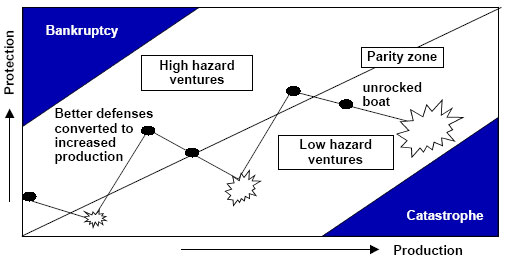 Bankruptcy
Protection
High hazard
ventures
Parity zone
unrocked
boat
Better defenses
converted to
increased
production
Low hazard
ventures
Catastrophe
Production